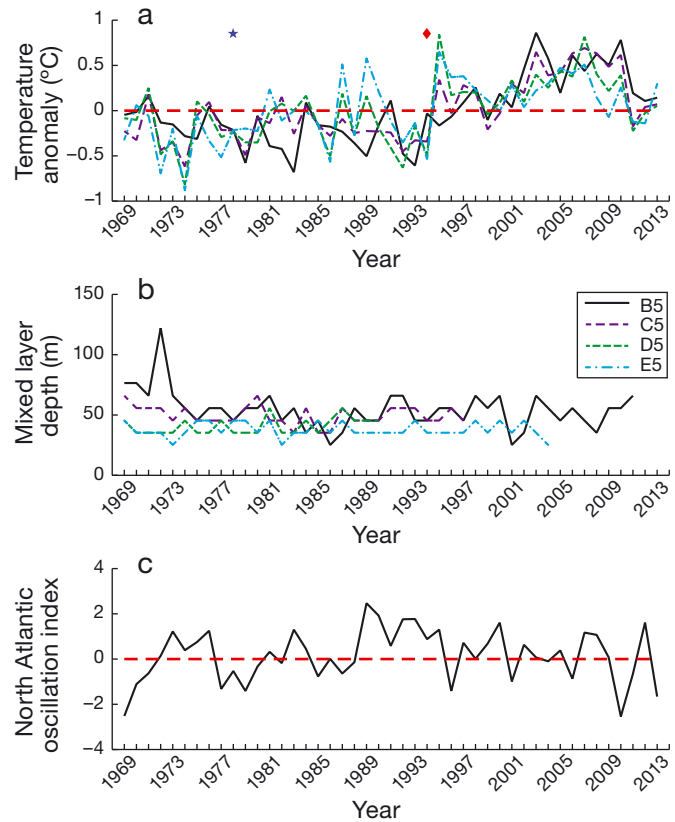 a
Temperature
anomaly (°C)
1
0.5
0
−0.5
−1
1969 1973 1977 1981 1985 1989 1993 1997 2001 2005 2009 2013
Year
b
Mixed layer
depth (m)
150
100
50
0
B5
C5
D5
E5
1969 1973 1977 1981 1985 1989 1993 1997 2001 2005 2009 2013
Year
c
North Atlantic
oscillation index
4
2
0
−2
−4
1969 1973 1977 1981 1985 1989 1993 1997 2001 2005 2009 2013
Year